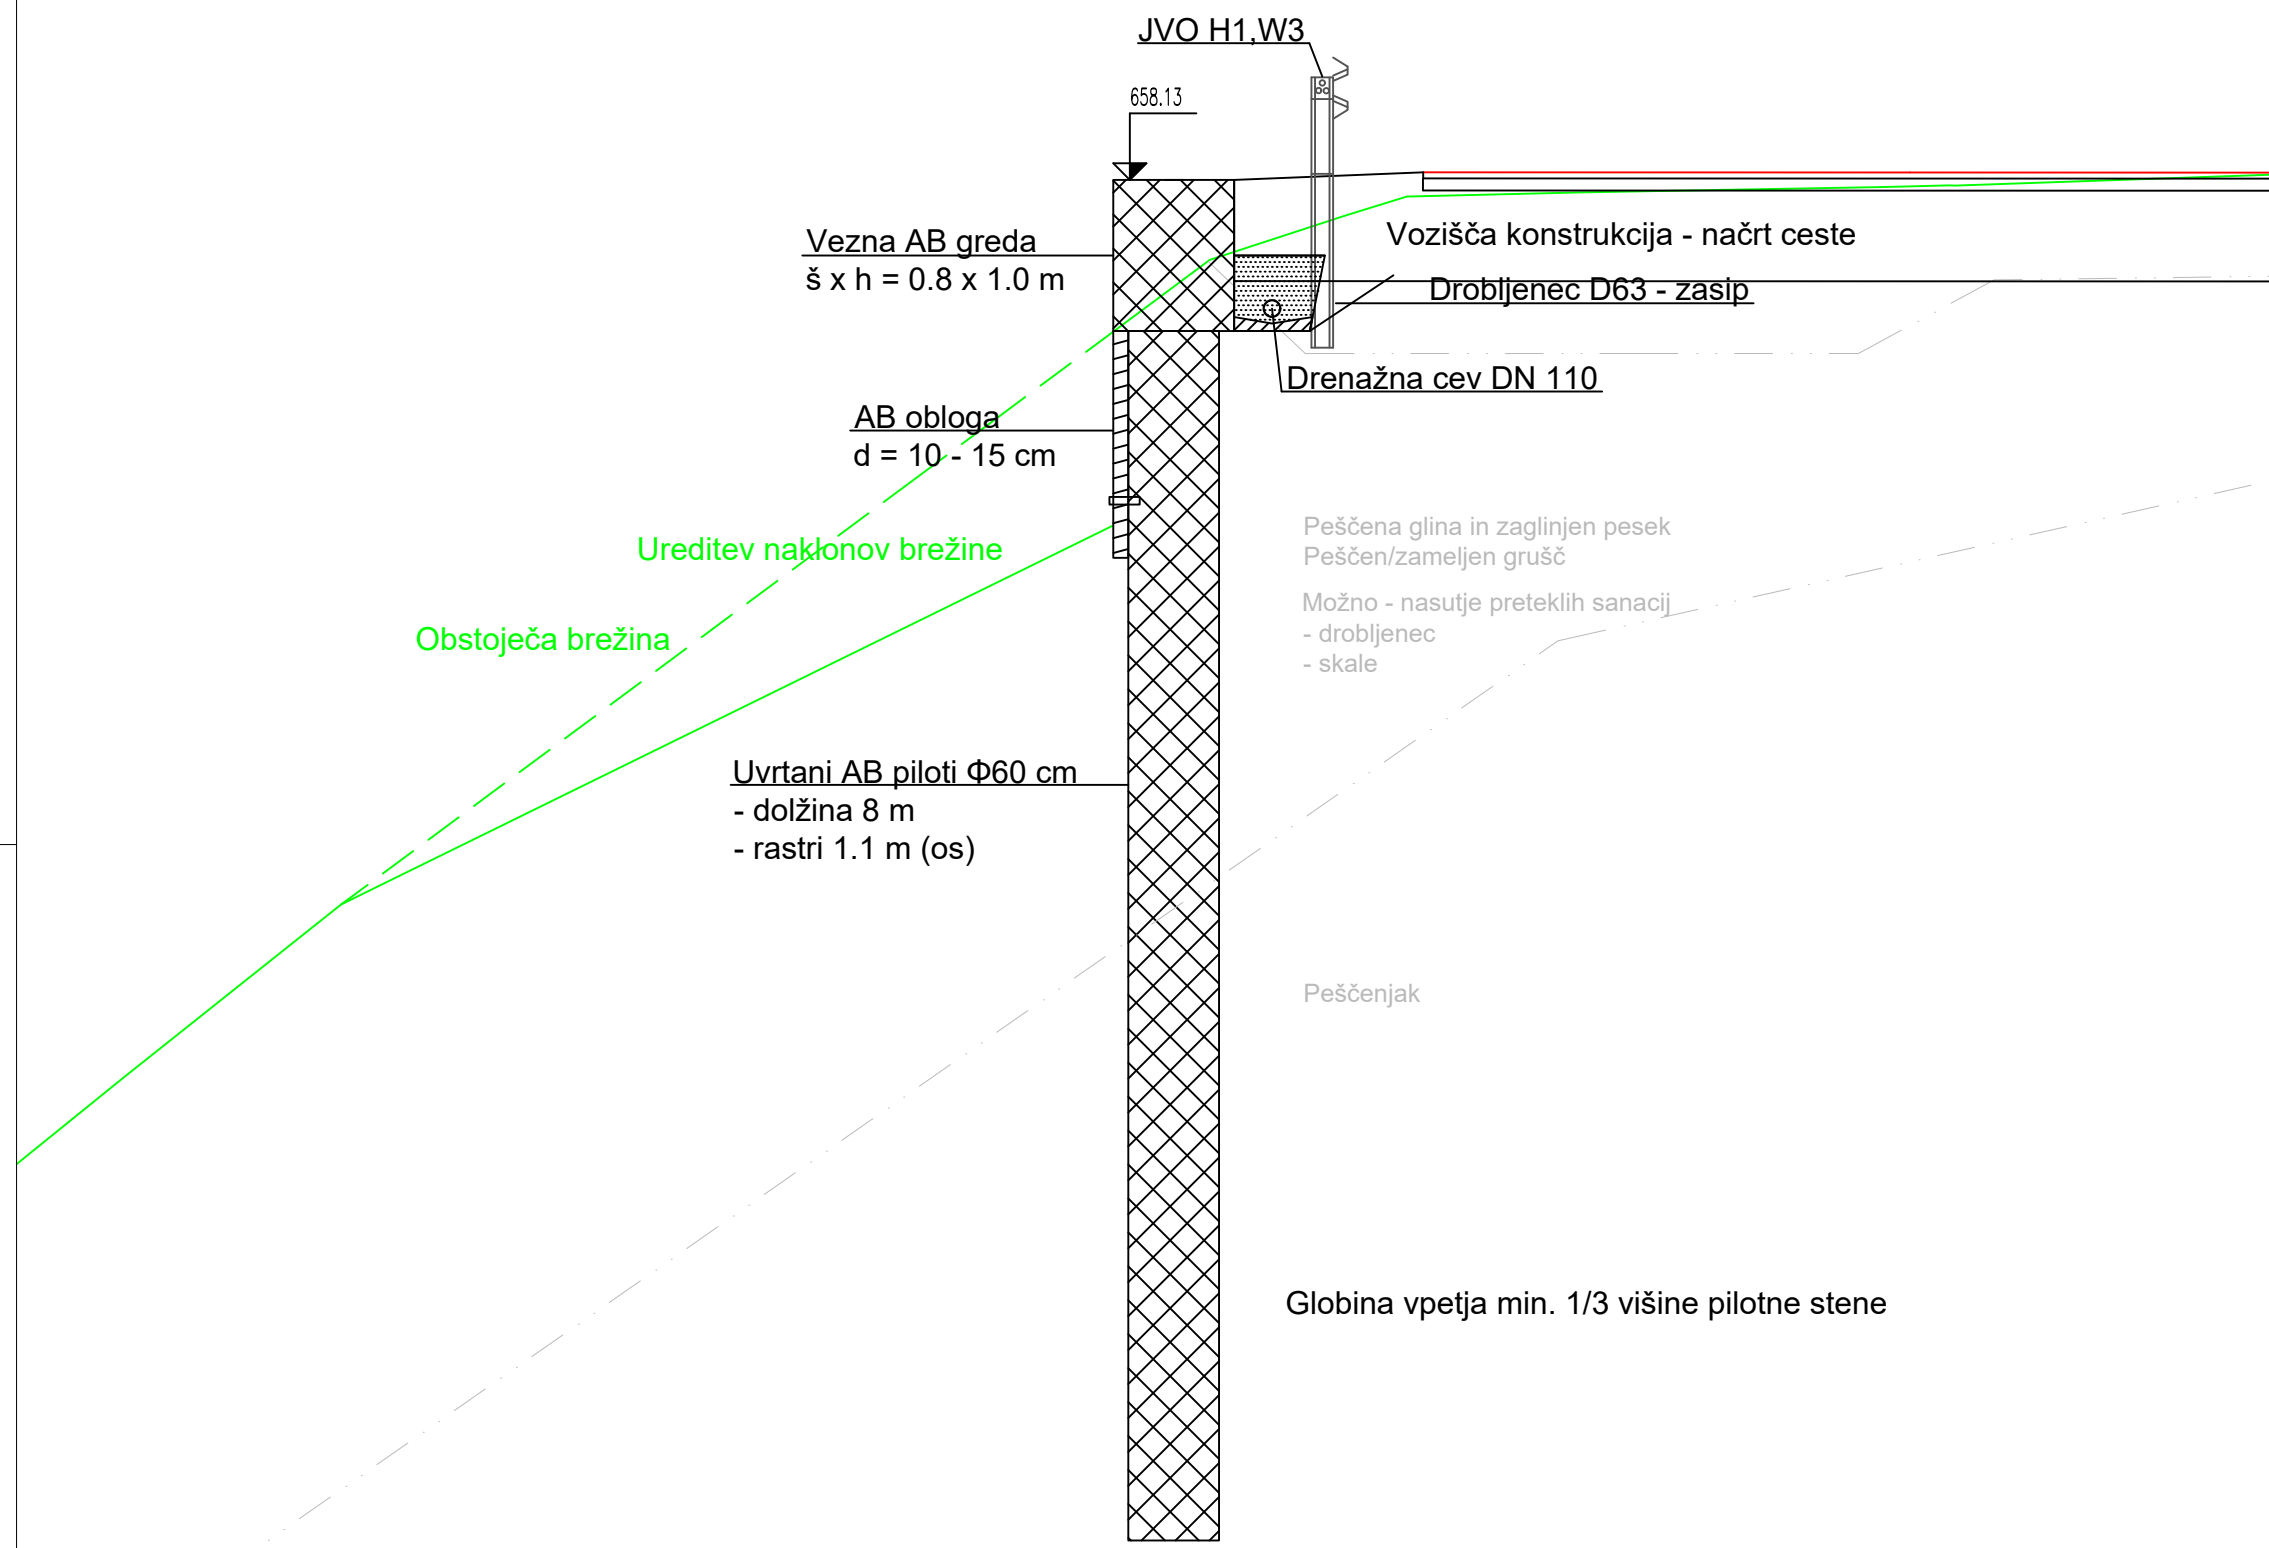 JVO H1,W3
658.13
Vezna AB greda
š x h = 0.8 x 1.0 m
Vozišča konstrukcija - načrt ceste
Drobljenec D63 - zasip
Drenažna cev DN 110
AB obloga
d = 10 - 15 cm
Ureditev naklonov brežine
Peščena glina in zaglinjen pesek
Peščen/zameljen grušč
Možno - nasutje preteklih sanacij
- drobljenec
- skale
Obstoječa brežina
Uvrtani AB piloti Φ60 cm
- dolžina 8 m
- rastri 1.1 m (os)
Peščenjak
Globina vpetja min. 1/3 višine pilotne stene